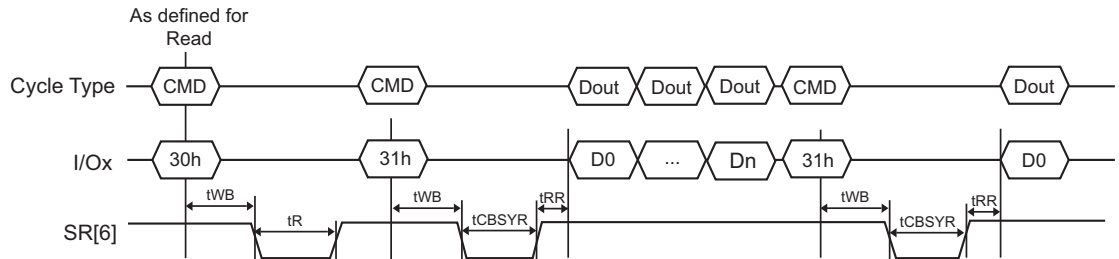 As defined for
Read
Cycle Type CMD CMD Dout Dout Dout CMD Dout
I/Ox 30h 31h D0 ... Dn 31h D0
tWB tR tWB tCBSYR tRR tWB tCBSYR tRR
SR[6]